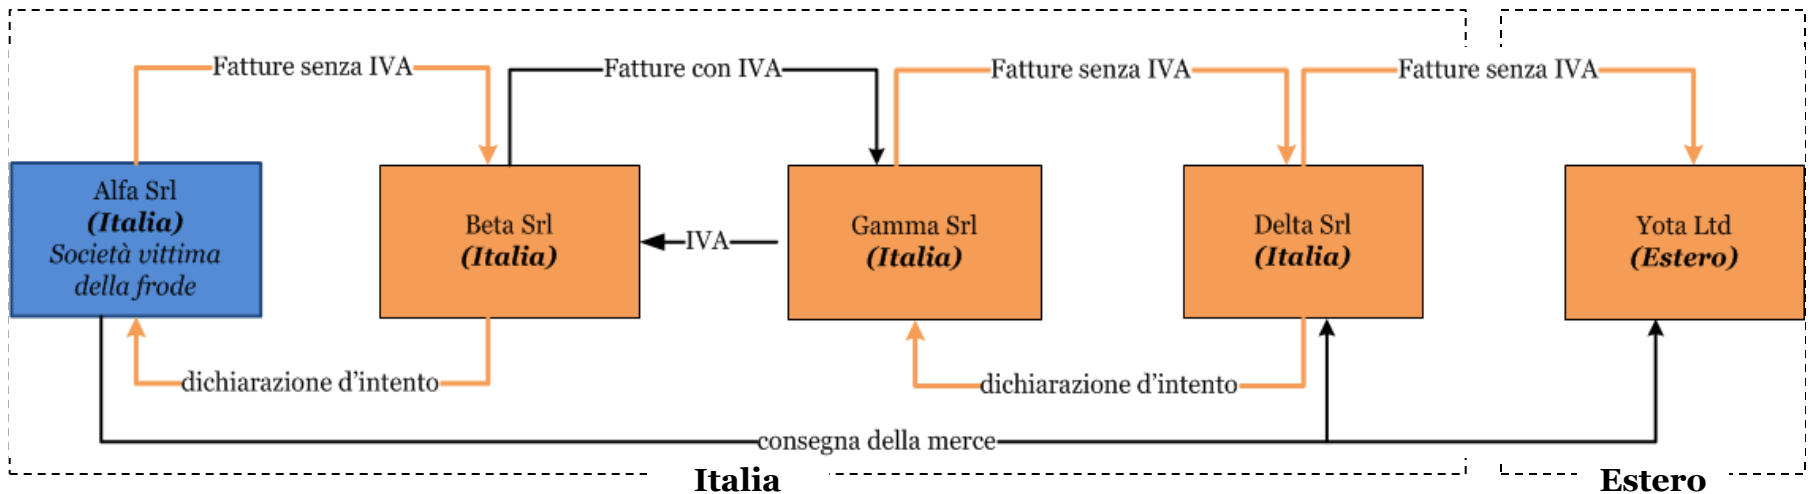 Fatture senza IVA
Fatture con IVA
Fatture senza IVA
Fatture senza IVA
Alfa Srl
(Italia)
Società vittima
della frode
Beta Srl
(Italia)
IVA
Gamma Srl
(Italia)
Delta Srl
(Italia)
Yota Ltd
(Estero)
dichiarazione d'intento
dichiarazione d'intento
consegna della merce
Italia
Estero